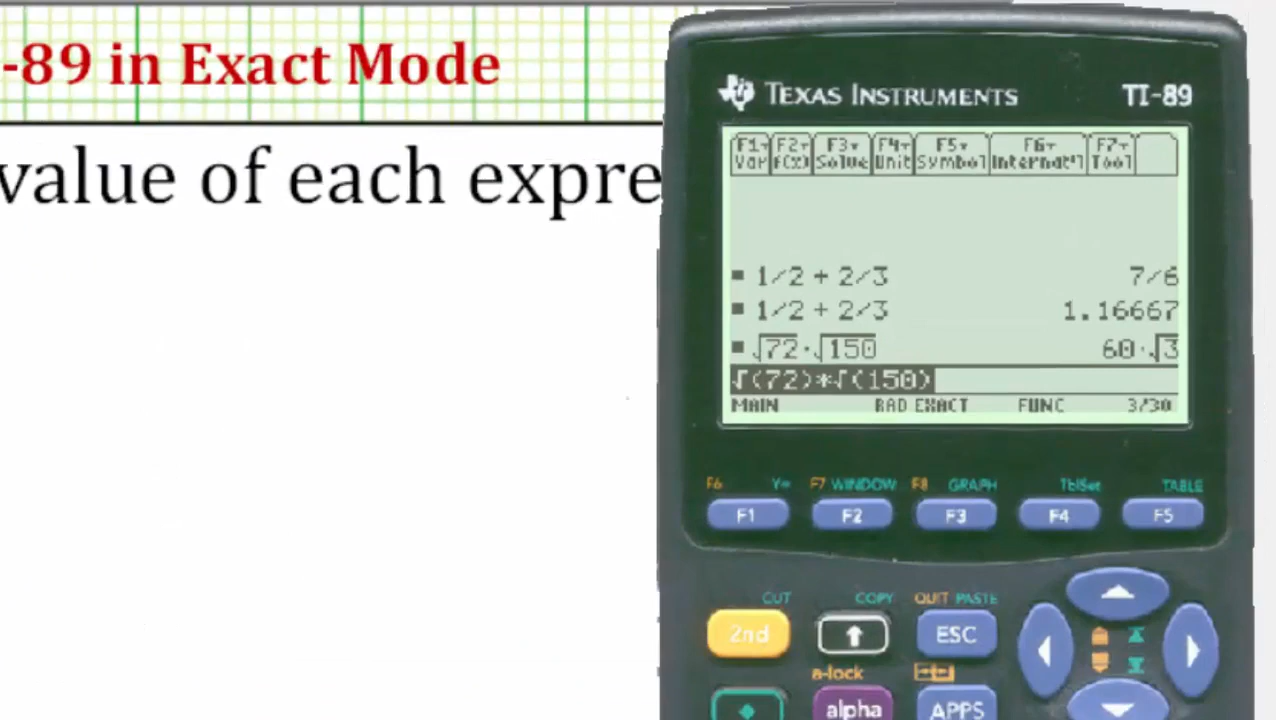 -89 in Exact Mode
value of each expre
TEXAS INSTRUMENTS TI-89
F1 F2 F3 F4 F5 F6 F7
Var f(x) Solve Unit Symbol Internat'l Tool
1/2 + 2/3 7/6
1/2 + 2/3 1.16667
√72·√150 60·√3
√(72)*√(150)
MAIN RAD EXACT FUNC 3/30
F6 Y= F7 WINDOW F8 GRAPH TblSet TABLE
F1 F2 F3 F4 F5
CUT COPY QUIT PASTE
2nd ESC
a-lock
alpha APPS